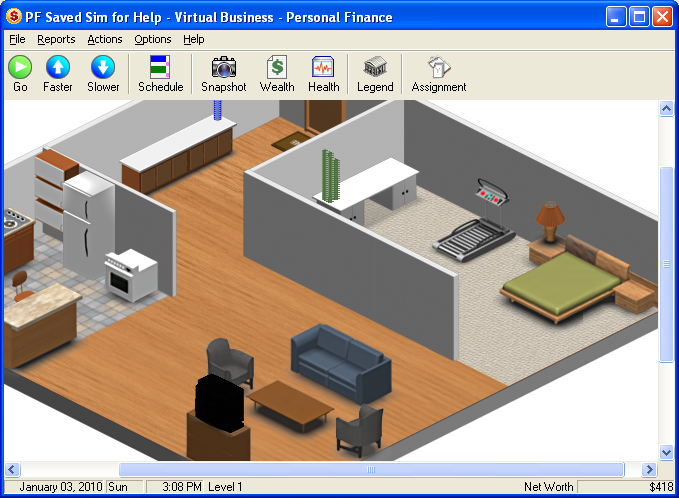 PF Saved Sim for Help - Virtual Business - Personal Finance
File Reports Actions Options Help
Go Faster Slower Schedule Snapshot Wealth Health Legend Assignment
January 03, 2010 Sun 3:08 PM Level 1 Net Worth $418